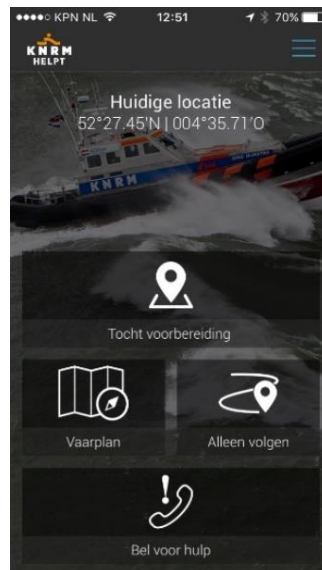 KPN NL 12:51 70%
KNRM
HELPT
Huidige locatie
52°27.45'N | 004°35.71'O
KNRM
Tocht voorbereiding
Vaarplan Alleen volgen
Bel voor hulp